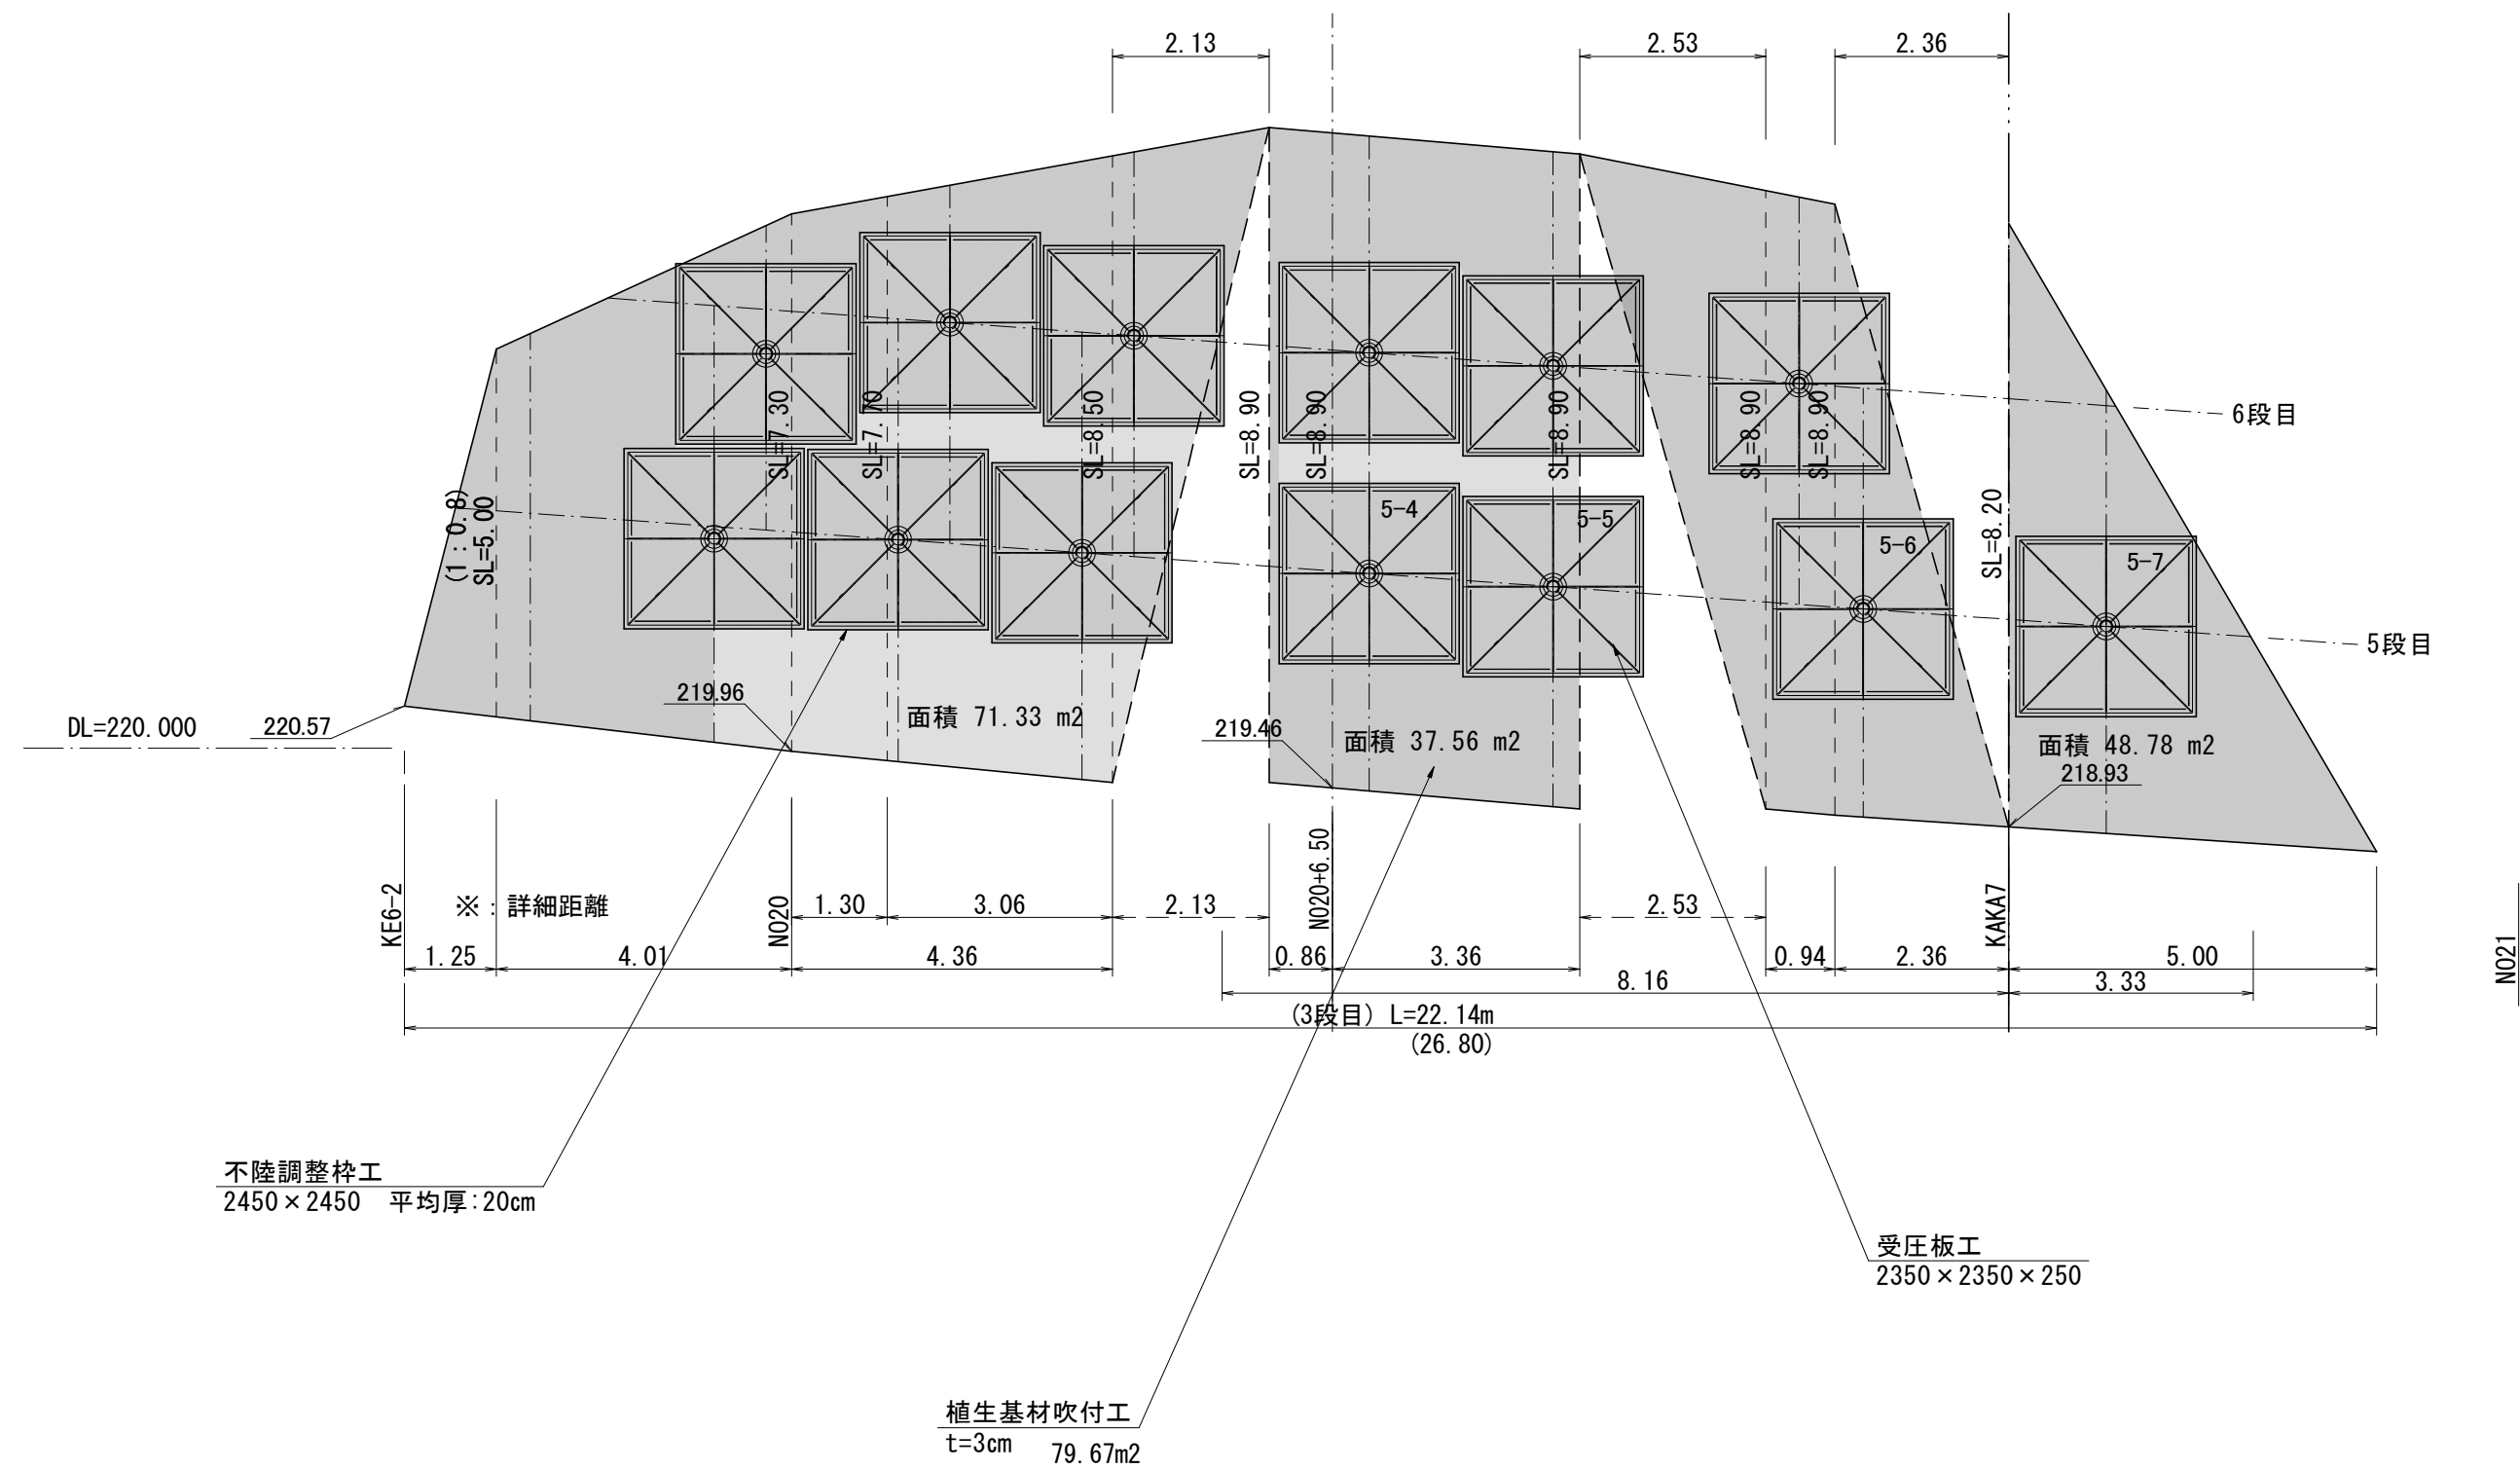 2.13
2.53
2.36
6段目
SL=7.30
SL=7.70
SL=8.50
SL=8.90
SL=8.90
SL=8.90
SL=8.90
SL=8.90
(1：0.8)
SL=5.00
SL=8.20
5-4
5-5
5-6
5-7
5段目
DL=220.000
220.57
219.96
面積 71.33 m2
219.46
面積 37.56 m2
面積 48.78 m2
218.93
KE6-2
※：詳細距離
NO20
1.30
3.06
2.13
NO20+6.50
2.53
KAKA7
NO21
1.25
4.01
4.36
0.86
3.36
0.94
2.36
5.00
8.16
3.33
(3段目) L=22.14m
(26.80)
不陸調整枠工
2450×2450 平均厚:20cm
受圧板工
2350×2350×250
植生基材吹付工
t=3cm 79.67m2